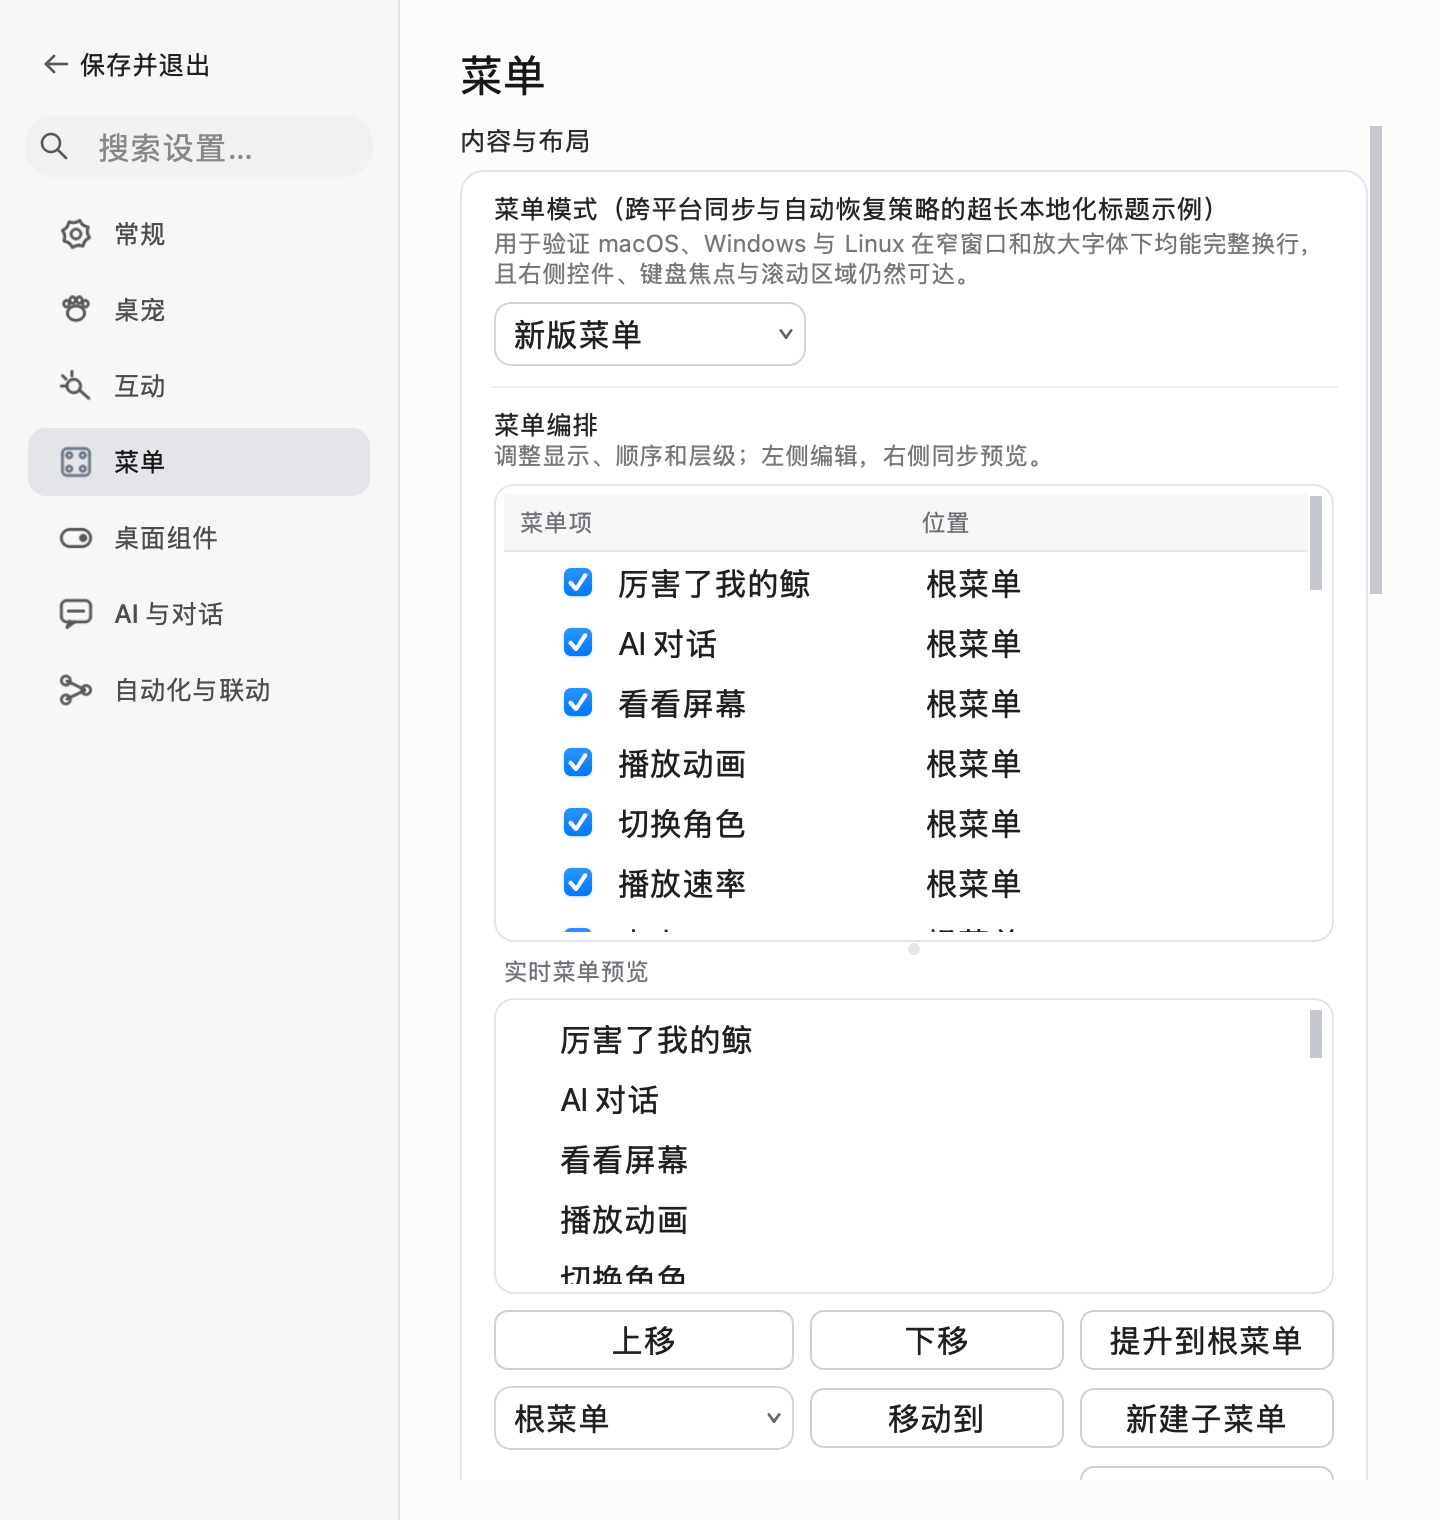 保存并退出
搜索设置...
常规
桌宠
互动
菜单
桌面组件
AI 与对话
自动化与联动
菜单
内容与布局
菜单模式（跨平台同步与自动恢复策略的超长本地化标题示例）
用于验证 macOS、Windows 与 Linux 在窄窗口和放大字体下均能完整换行，
且右侧控件、键盘焦点与滚动区域仍然可达。
新版菜单
菜单编排
调整显示、顺序和层级；左侧编辑，右侧同步预览。
菜单项 位置
厉害了我的鲸 根菜单
AI 对话 根菜单
看看屏幕 根菜单
播放动画 根菜单
切换角色 根菜单
播放速率 根菜单
实时菜单预览
厉害了我的鲸
AI 对话
看看屏幕
播放动画
切换角色
上移 下移 提升到根菜单
根菜单 移动到 新建子菜单